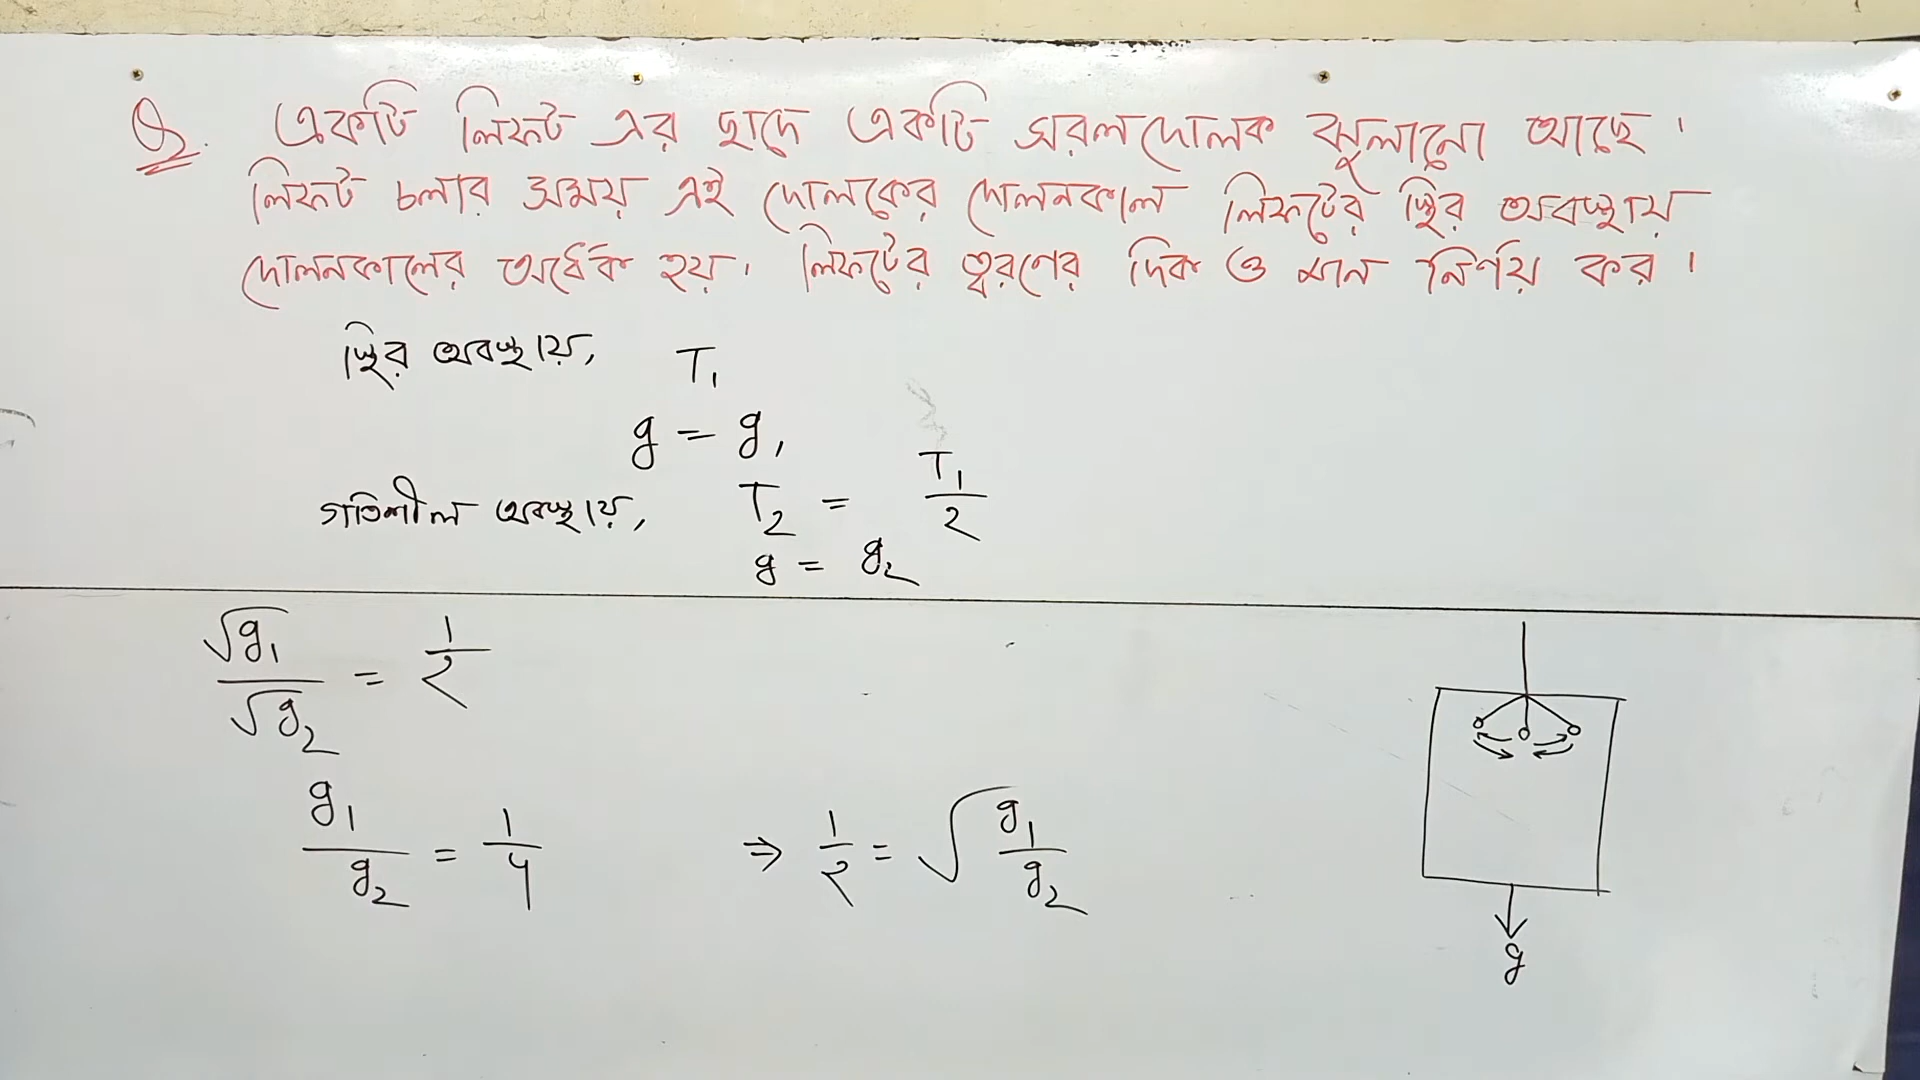 Q. একটি লিফট এর ছাদে একটি সরলদোলক ঝুলানো আছে।
লিফট চলার সময় এই দোলকের দোলনকাল লিফটের স্থির অবস্থায়
দোলনকালের অর্ধেক হয়। লিফটের ত্বরণের দিক ও মান নির্ণয় কর।
স্থির অবস্থায়, T₁
g = g₁
গতিশীল অবস্থায়, T₂ = T₁/2
g = g₂
√g₁/√g₂ = 1/2
g₁/g₂ = 1/4 ⇒ 1/2 = √(g₁/g₂)
g